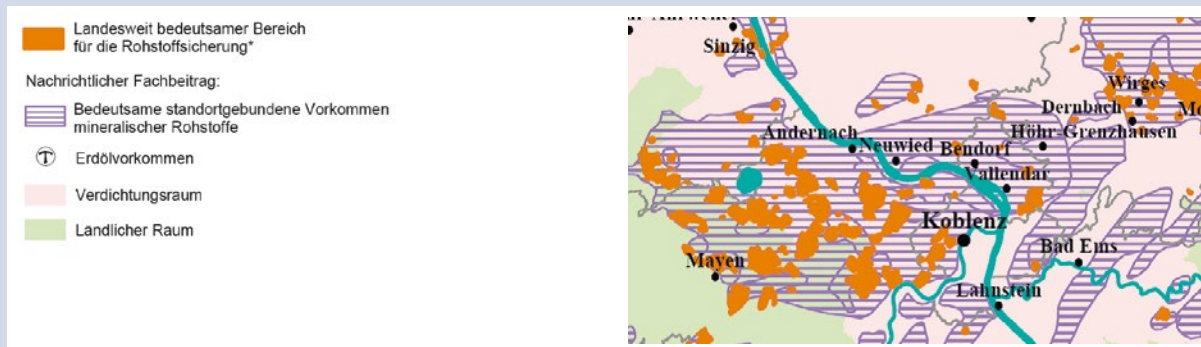 Landesweit bedeutsamer Bereich
für die Rohstoffsicherung*
Nachrichtlicher Fachbeitrag:
Bedeutsame standortgebundene Vorkommen
mineralischer Rohstoffe
Erdölvorkommen
Verdichtungsraum
Ländlicher Raum
Sinzig
Wirges
Dernbach
Andernach
Neuwied
Bendorf
Höhr-Grenzhausen
Vallendar
Koblenz
Bad Ems
Mayen
Lahnstein